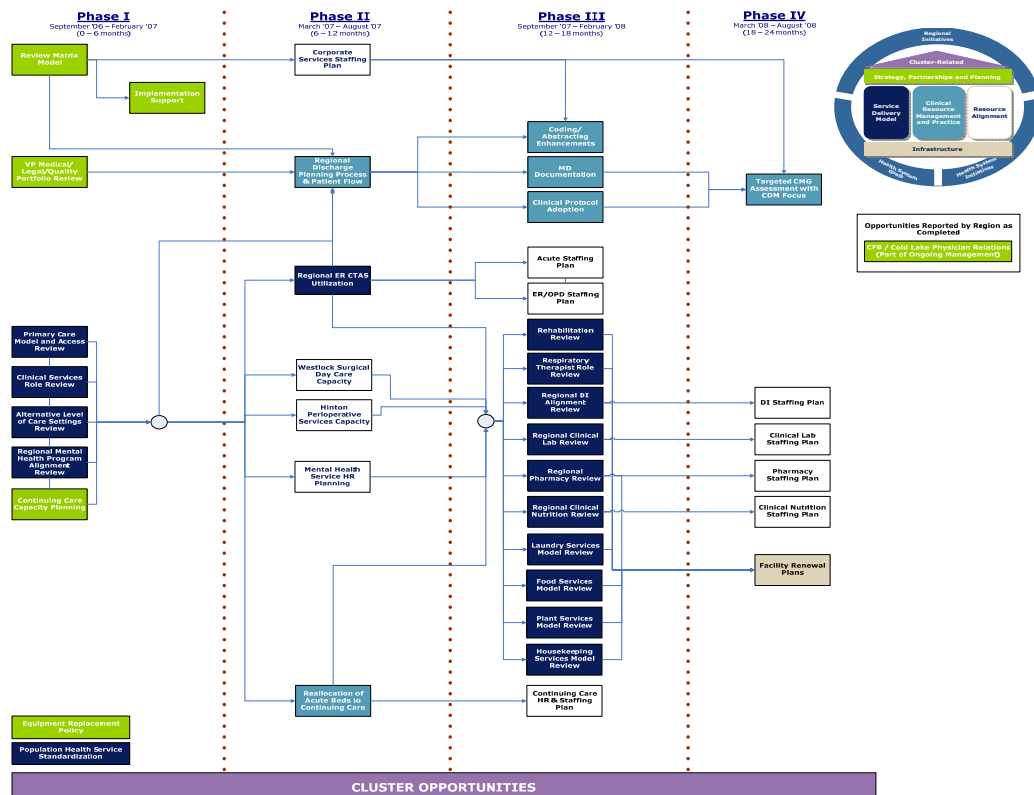 Phase I
September '06 – February '07
(0 – 6 months)
Phase II
March '07 – August '07
(6 – 12 months)
Phase III
September '07 – February '08
(12 – 18 months)
Phase IV
March '08 – August '08
(18 – 24 months)
Review Matrix
Model
Implementation
Support
VP Medical/
Legal/Quality
Portfolio Review
Primary Care
Model and Access
Review
Clinical Services
Role Review
Alternative Level
of Care Settings
Review
Regional Mental
Health Program
Alignment
Review
Continuing Care
Capacity Planning
Equipment Replacement
Policy
Population Health Service
Standardization
Corporate
Services Staffing
Plan
Regional
Discharge
Planning Process
& Patient Flow
Regional ER CTAS
Utilization
Westlock Surgical
Day Care
Capacity
Hinton
Perioperative
Services Capacity
Mental Health
Service HR
Planning
Reallocation of
Acute Beds to
Continuing Care
Coding/
Abstracting
Enhancements
MD
Documentation
Clinical Protocol
Adoption
Acute Staffing
Plan
ER/OPD Staffing
Plan
Rehabilitation
Review
Respiratory
Therapist Role
Review
Regional DI
Alignment
Review
Regional Clinical
Lab Review
Regional
Pharmacy Review
Regional Clinical
Nutrition Review
Laundry Services
Model Review
Food Services
Model Review
Plant Services
Model Review
Housekeeping
Services Model
Review
Continuing Care
HR & Staffing
Plan
Targeted CMG
Assessment with
CDM Focus
DI Staffing Plan
Clinical Lab
Staffing Plan
Pharmacy
Staffing Plan
Clinical Nutrition
Staffing Plan
Facility Renewal
Plans
Regional
Initiatives
Cluster-Related
Strategy, Partnerships and Planning
Service
Delivery
Model
Clinical
Resource
Management
and Practice
Resource
Alignment
Infrastructure
Health System
Goals
Health System
Initiatives
Opportunities Reported by Region as
Completed
CFB / Cold Lake Physician Relations
(Part of Ongoing Management)
CLUSTER OPPORTUNITIES